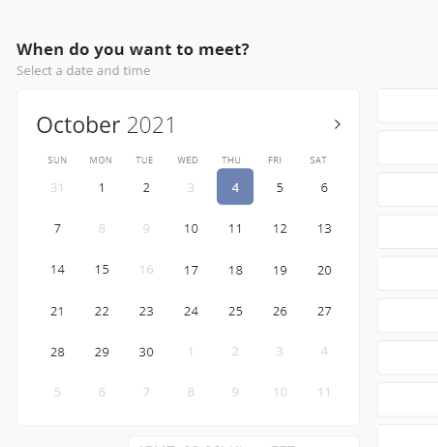 When do you want to meet?
Select a date and time
October 2021
SUN MON TUE WED THU FRI SAT
31 1 2 3 4 5 6
7 8 9 10 11 12 13
14 15 16 17 18 19 20
21 22 23 24 25 26 27
28 29 30 1 2 3 4
5 6 7 8 9 10 11